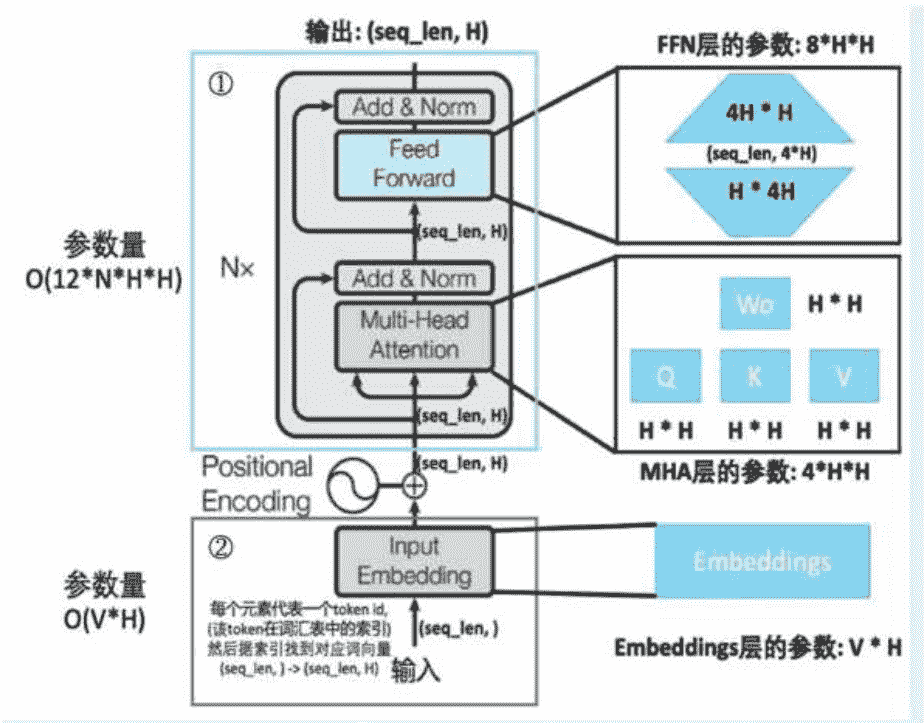 输出: (seq_len, H)
①
Add & Norm
Feed
Forward
(seq_len, H)
Nx
Add & Norm
Multi-Head
Attention
(seq_len, H)
参数量
O(12*N*H*H)
FFN层的参数: 8*H*H
4H * H
(seq_len, 4*H)
H * 4H
Wo
H * H
Q
K
V
H * H
H * H
H * H
MHA层的参数: 4*H*H
(seq_len, H)
Positional
Encoding
②
Input
Embedding
Embeddings
参数量
O(V*H)
每个元素代表一个token id,
(该token在词汇表中的索引)
然后据索引找到对应词向量
(seq_len, ) -> (seq_len, H)
(seq_len, )
输入
Embeddings层的参数: V * H